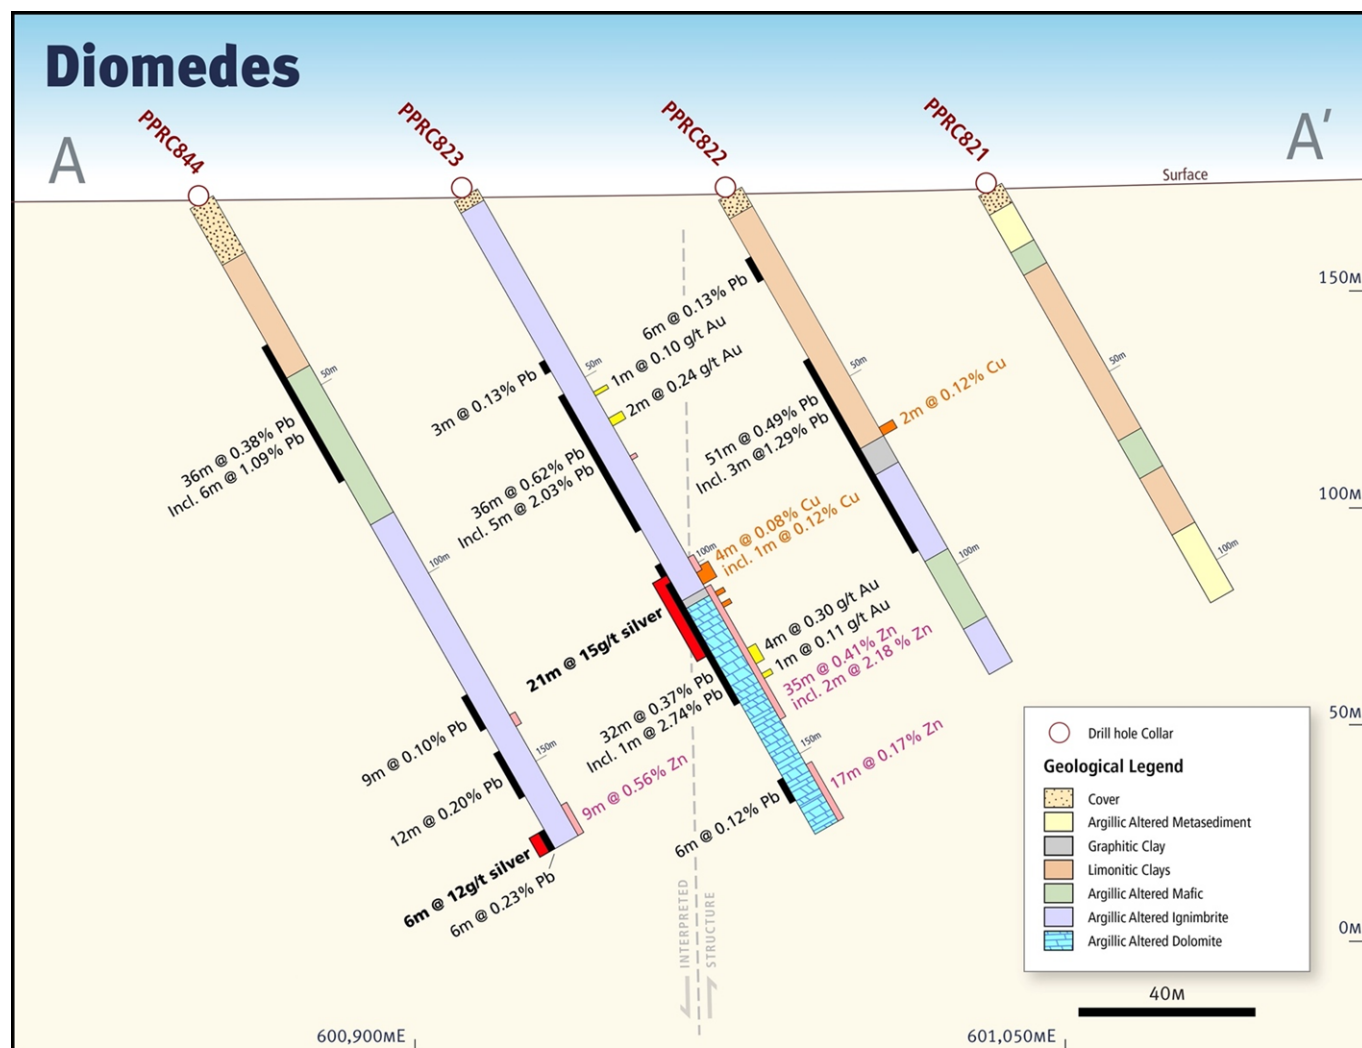 Diomedes
A
A′
PPRC844
PPRC823
PPRC822
PPRC821
Surface
150M
100M
50M
0M
50m
100m
150m
36m @ 0.38% Pb
Incl. 6m @ 1.09% Pb
9m @ 0.10% Pb
12m @ 0.20% Pb
6m @ 12g/t silver
6m @ 0.23% Pb
9m @ 0.56% Zn
50m
100m
150m
3m @ 0.13% Pb
1m @ 0.10 g/t Au
2m @ 0.24 g/t Au
36m @ 0.62% Pb
Incl. 5m @ 2.03% Pb
4m @ 0.08% Cu
incl. 1m @ 0.12% Cu
21m @ 15g/t silver
4m @ 0.30 g/t Au
1m @ 0.11 g/t Au
35m @ 0.41% Zn
incl. 2m @ 2.18 % Zn
32m @ 0.37% Pb
Incl. 1m @ 2.74% Pb
17m @ 0.17% Zn
6m @ 0.12% Pb
50m
100m
6m @ 0.13% Pb
2m @ 0.12% Cu
51m @ 0.49% Pb
Incl. 3m @1.29% Pb
50m
100m
INTERPRETED
STRUCTURE
Drill hole Collar
Geological Legend
Cover
Argillic Altered Metasediment
Graphitic Clay
Limonitic Clays
Argillic Altered Mafic
Argillic Altered Ignimbrite
Argillic Altered Dolomite
40M
600,900ME
601,050ME